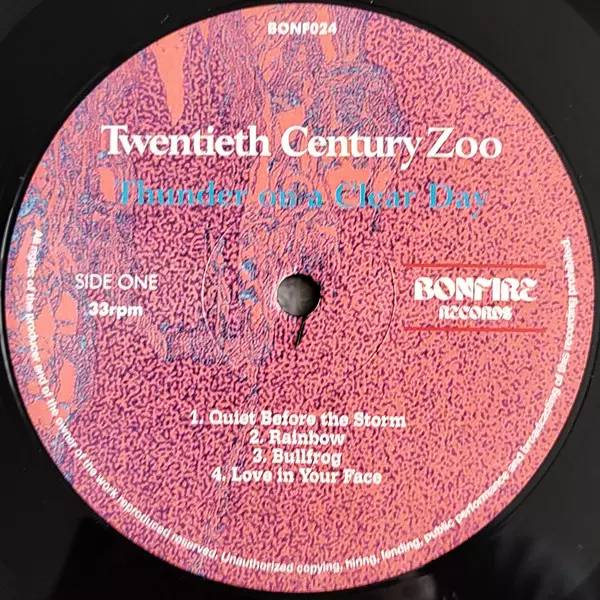 BONF024
Twentieth Century Zoo
Thunder on a Clear Day
SIDE ONE
33rpm
BONFIRE
RECORDS
1. Quiet Before the Storm
2. Rainbow
3. Bullfrog
4. Love in Your Face
All rights of the producer and of the owner of the work reproduced reserved. Unauthorized copying, hiring, lending, public performance and broadcasting of this recording prohibited.